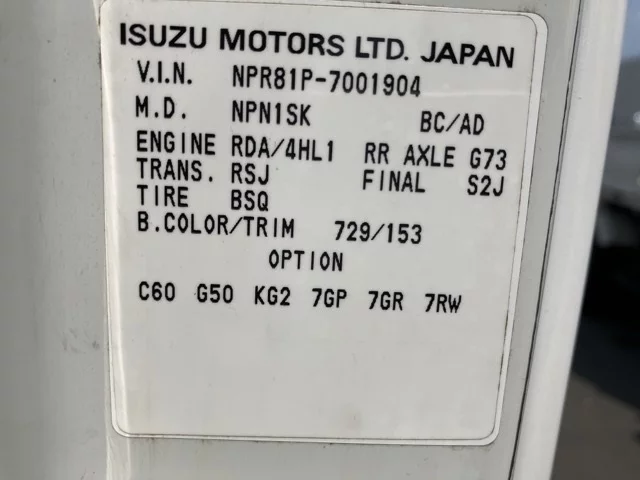 ISUZU MOTORS LTD. JAPAN
V.I.N. NPR81P-7001904
M.D. NPN1SK BC/AD
ENGINE RDA/4HL1 RR AXLE G73
TRANS. RSJ FINAL S2J
TIRE BSQ
B.COLOR/TRIM 729/153
OPTION
C60 G50 KG2 7GP 7GR 7RW